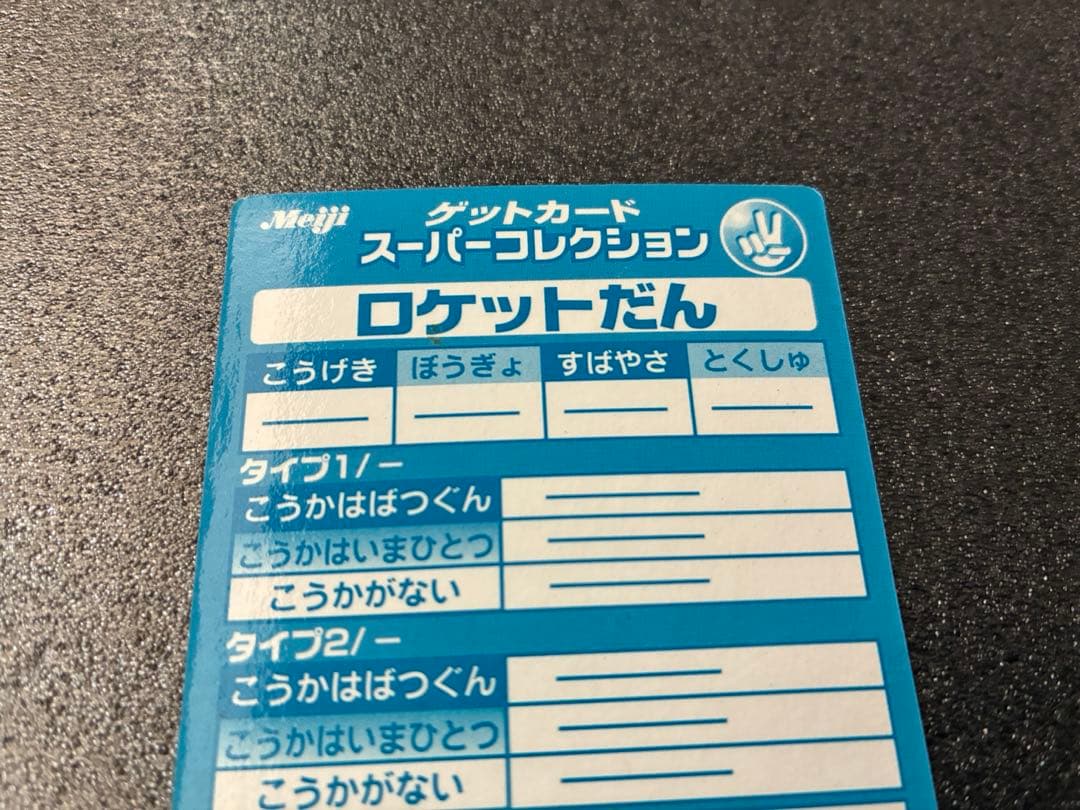 Meiji
ゲットカード
スーパーコレクション
ロケットだん
こうげき ぼうぎょ すばやさ とくしゅ
— — — —
タイプ1/ー
こうかはばつぐん —
こうかはいまひとつ —
こうかがない —
タイプ2/ー
こうかはばつぐん —
こうかはいまひとつ —
こうかがない —